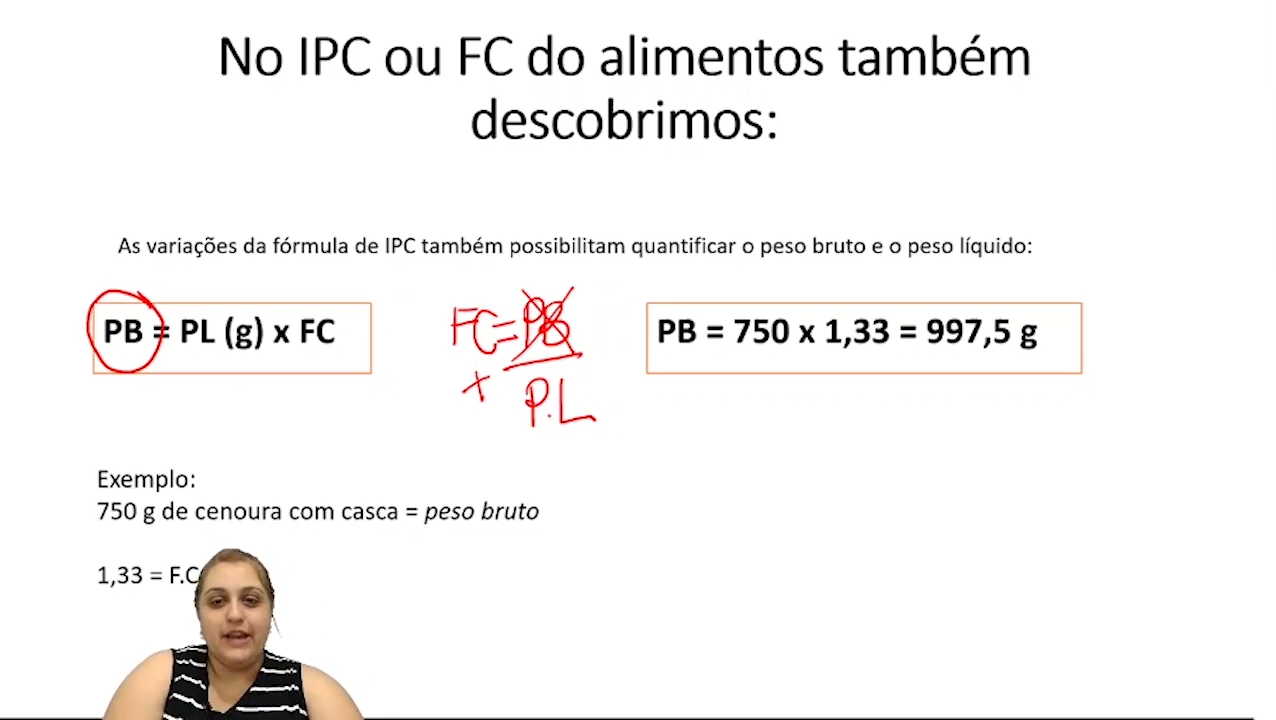 No IPC ou FC do alimentos também
descobrimos:
As variações da fórmula de IPC também possibilitam quantificar o peso bruto e o peso líquido:
PB = PL (g) x FC
FC = PB
x P.L
PB = 750 x 1,33 = 997,5 g
Exemplo:
750 g de cenoura com casca = peso bruto
1,33 = F.C